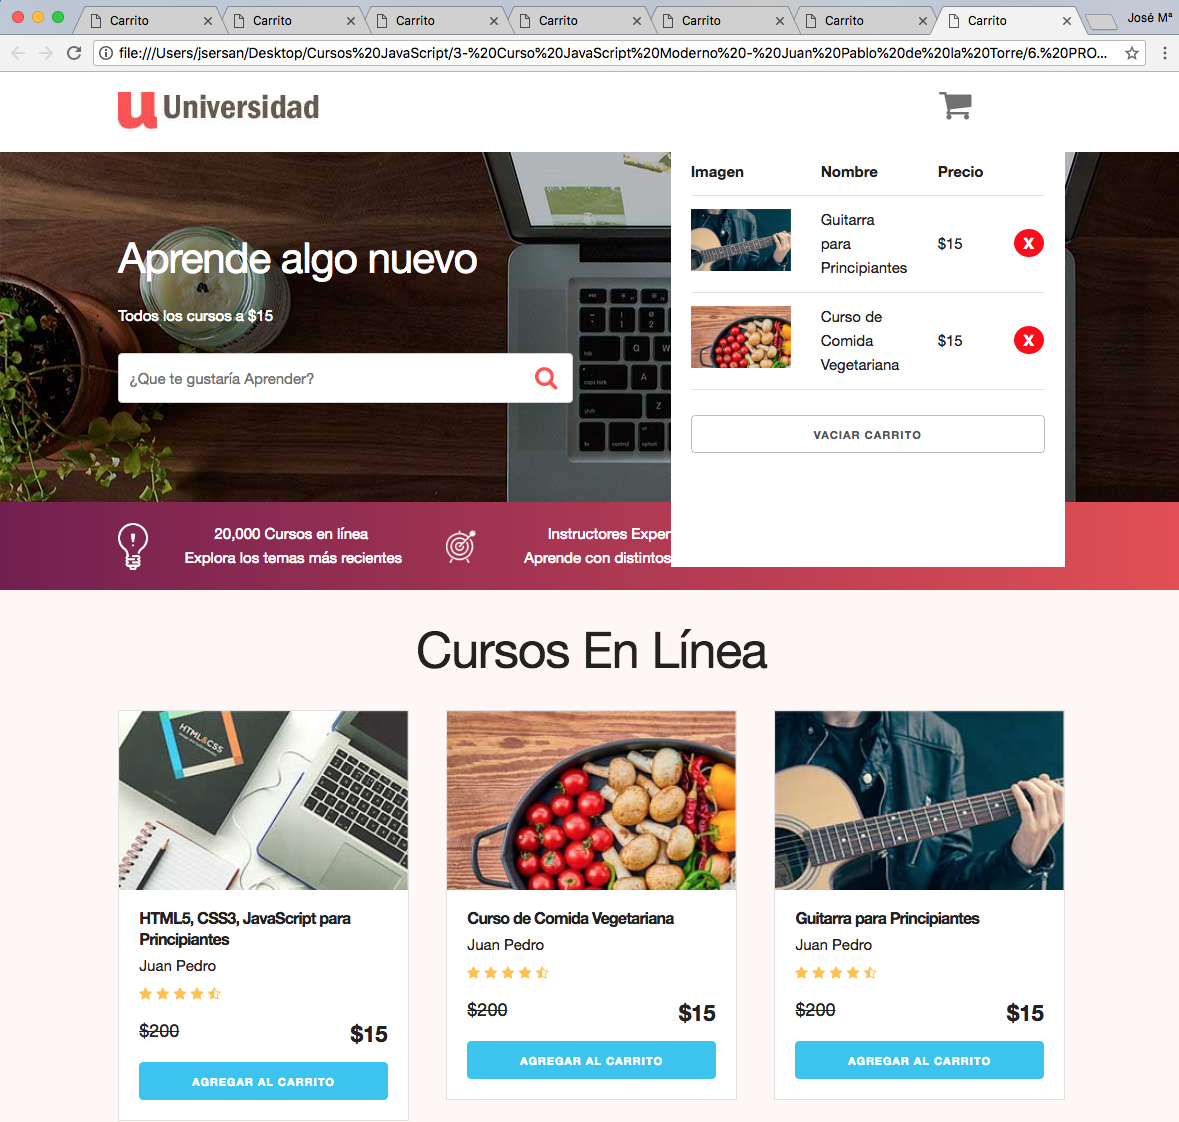 Carrito
Carrito
Carrito
Carrito
Carrito
Carrito
Carrito
José Mª
file:///Users/jsersan/Desktop/Cursos%20JavaScript/3-%20Curso%20JavaScript%20Moderno%20-%20Juan%20Pablo%20de%20la%20Torre/6.%20PRO...
u Universidad
Imagen Nombre Precio
Guitarra
para
Principiantes
$15
X
Curso de
Comida
Vegetariana
$15
X
VACIAR CARRITO
Aprende algo nuevo
Todos los cursos a $15
¿Que te gustaría Aprender?
20,000 Cursos en línea
Explora los temas más recientes
Instructores Exper
Aprende con distintos
Cursos En Línea
HTML&CSS
HTML5, CSS3, JavaScript para
Principiantes
Juan Pedro
$200 $15
AGREGAR AL CARRITO
Curso de Comida Vegetariana
Juan Pedro
$200 $15
AGREGAR AL CARRITO
Guitarra para Principiantes
Juan Pedro
$200 $15
AGREGAR AL CARRITO